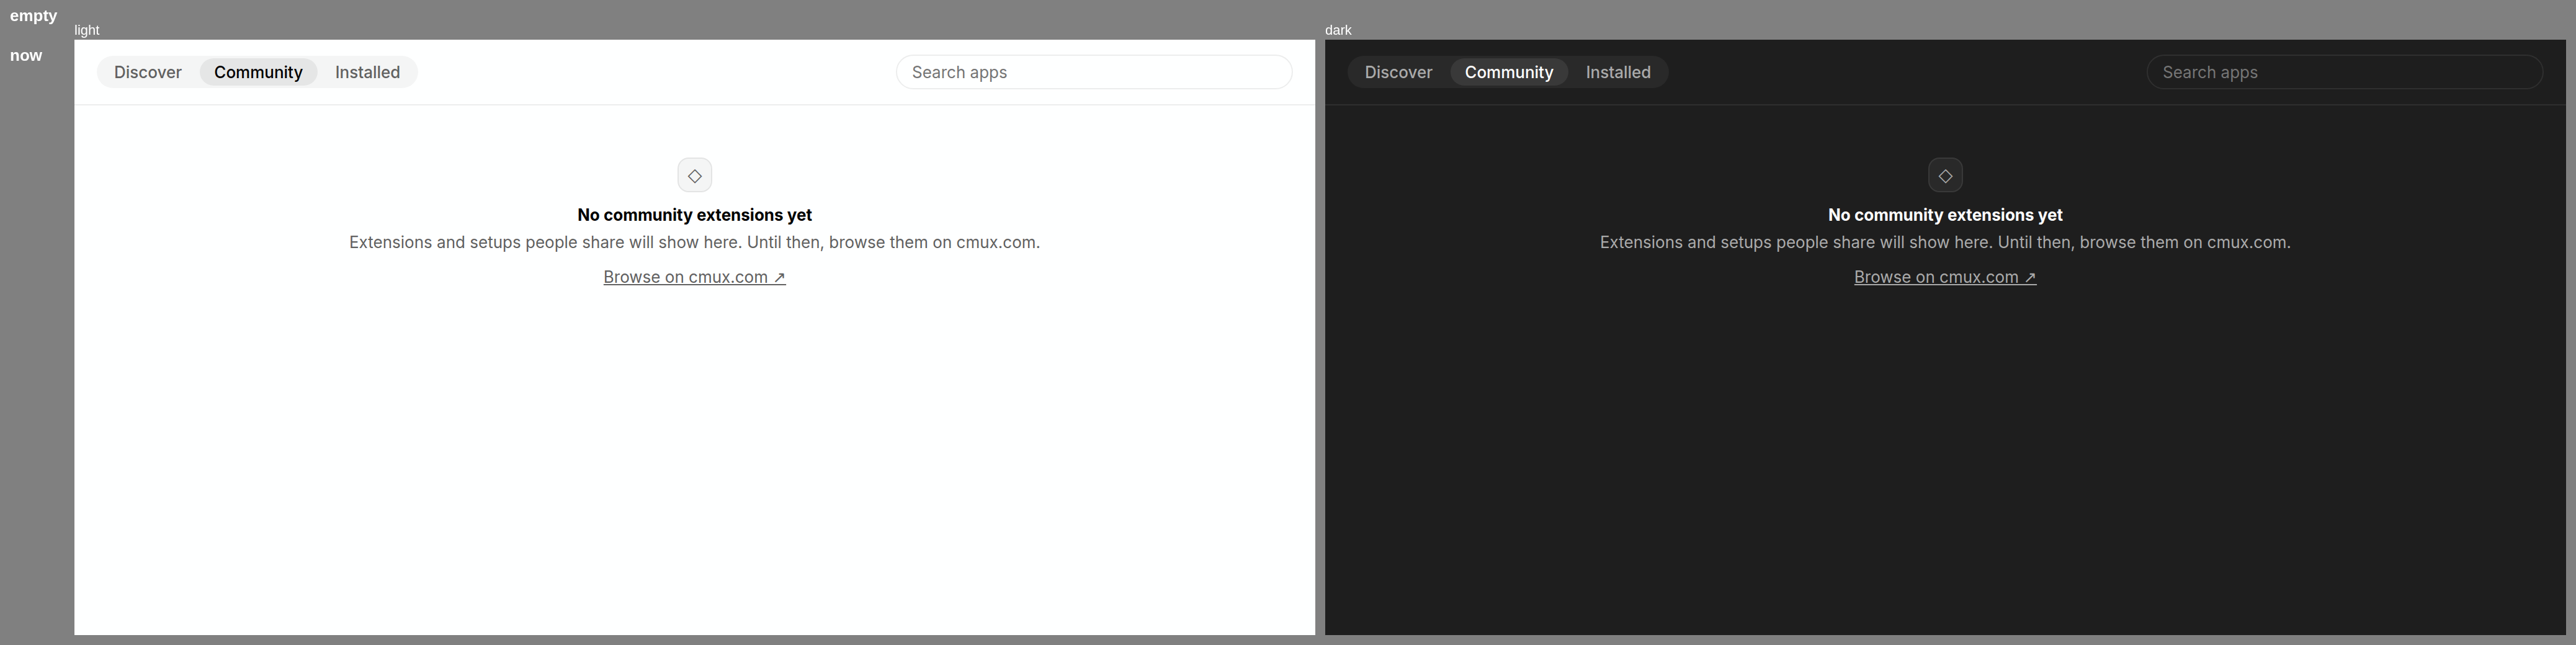 empty
now
light
Discover Community Installed Search apps
No community extensions yet
Extensions and setups people share will show here. Until then, browse them on cmux.com.
Browse on cmux.com ↗
dark
Discover Community Installed Search apps
No community extensions yet
Extensions and setups people share will show here. Until then, browse them on cmux.com.
Browse on cmux.com ↗